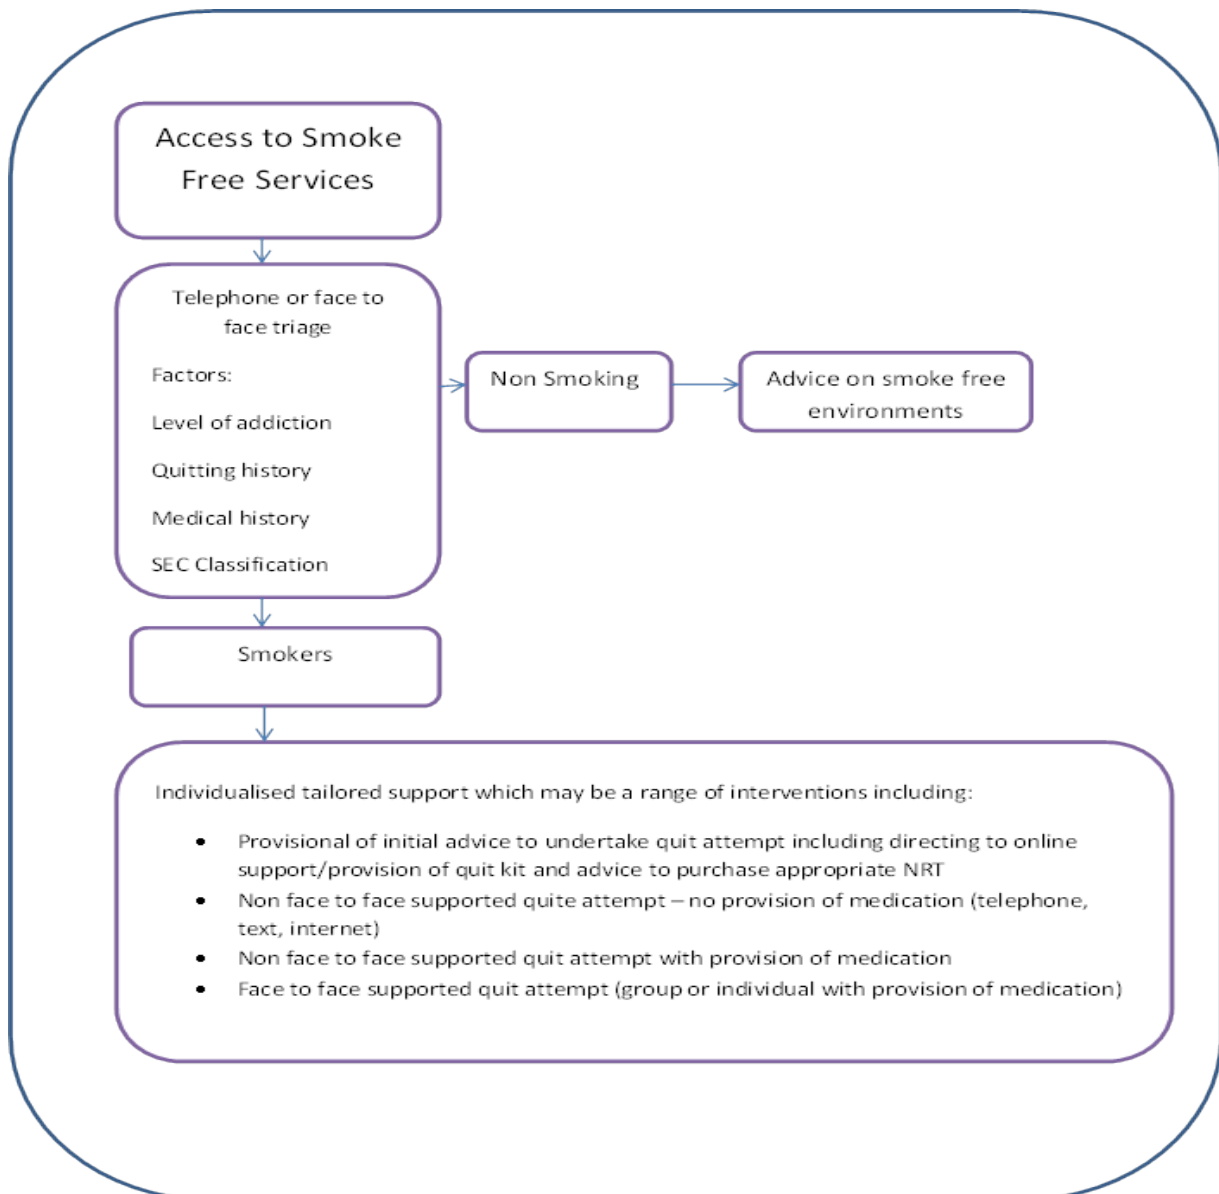 Access to Smoke
Free Services
Telephone or face to
face triage
Factors:
Level of addiction
Quitting history
Medical history
SEC Classification
Non Smoking
Advice on smoke free
environments
Smokers
Individualised tailored support which may be a range of interventions including:
• Provisional of initial advice to undertake quit attempt including directing to online
support/provision of quit kit and advice to purchase appropriate NRT
• Non face to face supported quite attempt – no provision of medication (telephone,
text, internet)
• Non face to face supported quit attempt with provision of medication
• Face to face supported quit attempt (group or individual with provision of medication)